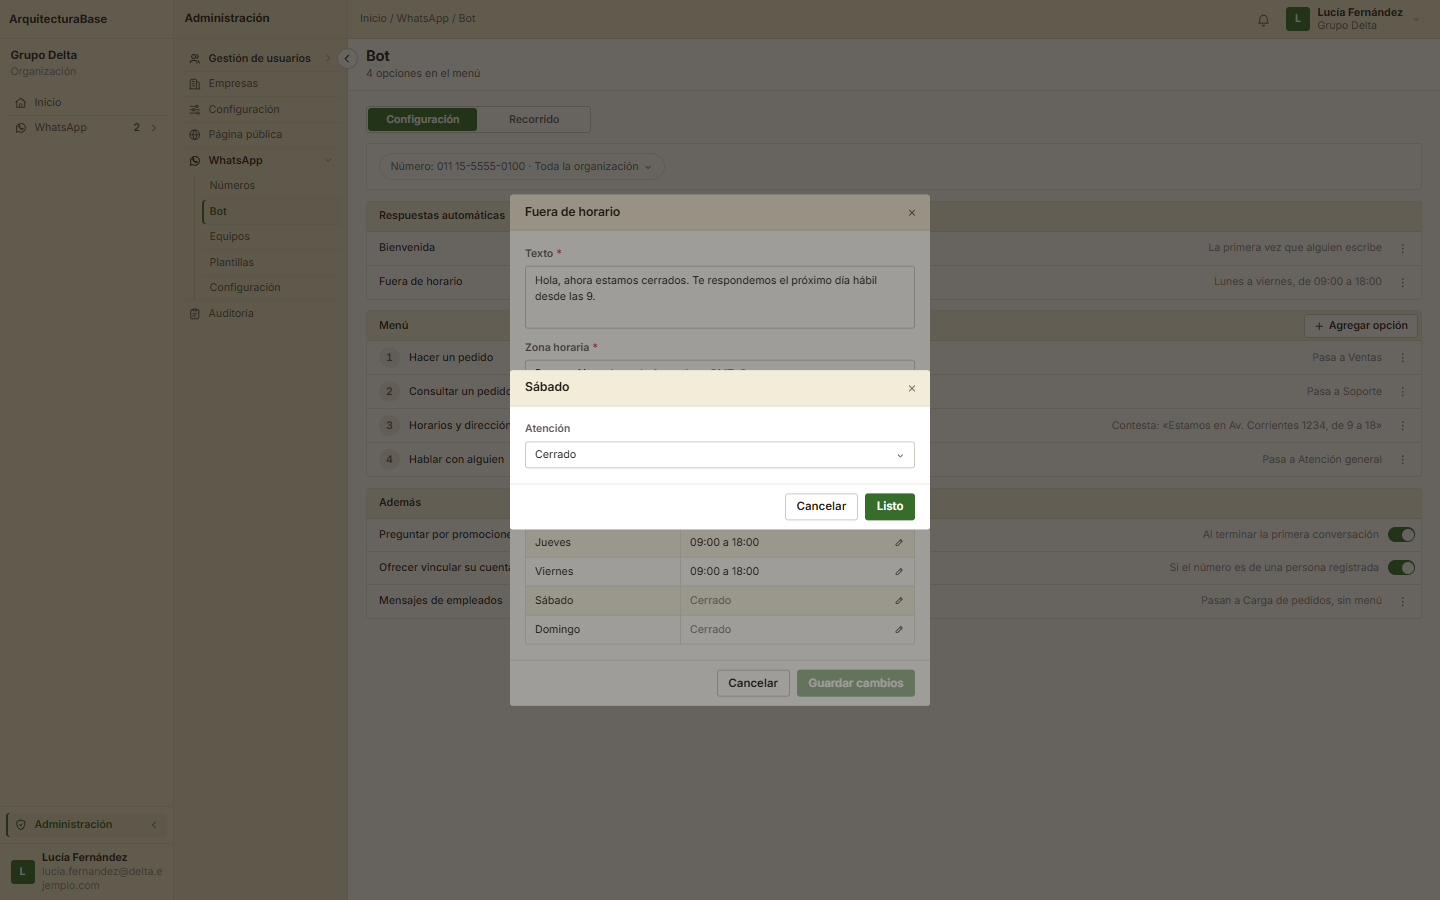 ArquitecturaBase
Grupo Delta
Organización
Inicio
WhatsApp 2
Administración
Lucía Fernández
lucia.fernandez@delta.e
jemplo.com
Administración
Gestión de usuarios
Empresas
Configuración
Página pública
WhatsApp
Números
Bot
Equipos
Plantillas
Configuración
Auditoría
Inicio / WhatsApp / Bot
L
Lucía Fernández
Grupo Delta
Bot
4 opciones en el menú
Configuración Recorrido
Número: 011 15-5555-0100 · Toda la organización
Respuestas automáticas
Bienvenida La primera vez que alguien escribe
Fuera de horario Lunes a viernes, de 09:00 a 18:00
Menú + Agregar opción
1 Hacer un pedido Pasa a Ventas
2 Consultar un pedido Pasa a Soporte
3 Horarios y dirección Contesta: «Estamos en Av. Corrientes 1234, de 9 a 18»
4 Hablar con alguien Pasa a Atención general
Además
Preguntar por promocione Al terminar la primera conversación
Ofrecer vincular su cuenta Si el número es de una persona registrada
Mensajes de empleados Pasan a Carga de pedidos, sin menú
Fuera de horario
Texto *
Hola, ahora estamos cerrados. Te respondemos el próximo día hábil
desde las 9.
Zona horaria *
Sábado
Atención
Cerrado
Cancelar Listo
Jueves 09:00 a 18:00
Viernes 09:00 a 18:00
Sábado Cerrado
Domingo Cerrado
Cancelar Guardar cambios
L